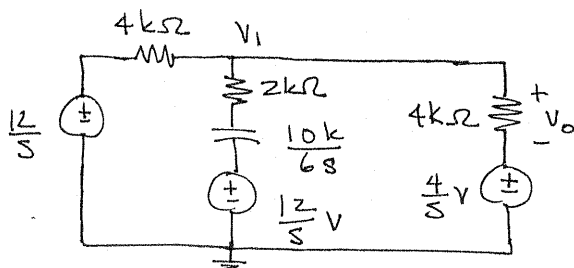 4kΩ
V1
2kΩ
12/s
±
10k/6s
4kΩ
+
Vo
-
±
12/s V
4/s V
±